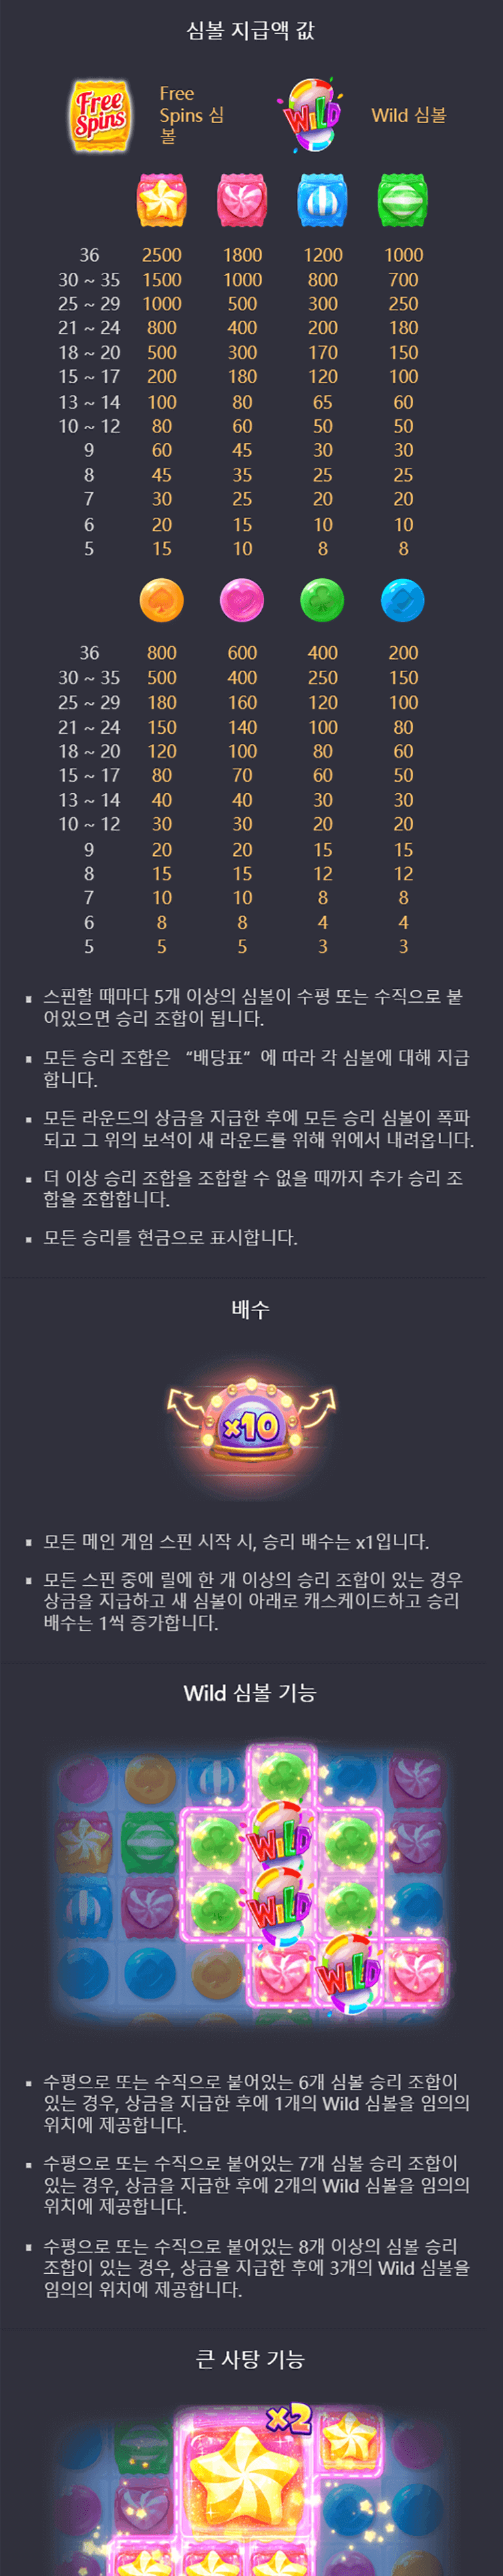 심볼 지급액 값
Free Spins
Free
Spins 심
볼
WILD
Wild 심볼
36 2500 1800 1200 1000
30 ~ 35 1500 1000 800 700
25 ~ 29 1000 500 300 250
21 ~ 24 800 400 200 180
18 ~ 20 500 300 170 150
15 ~ 17 200 180 120 100
13 ~ 14 100 80 65 60
10 ~ 12 80 60 50 50
9 60 45 30 30
8 45 35 25 25
7 30 25 20 20
6 20 15 10 10
5 15 10 8 8
36 800 600 400 200
30 ~ 35 500 400 250 150
25 ~ 29 180 160 120 100
21 ~ 24 150 140 100 80
18 ~ 20 120 100 80 60
15 ~ 17 80 70 60 50
13 ~ 14 40 40 30 30
10 ~ 12 30 30 20 20
9 20 20 15 15
8 15 15 12 12
7 10 10 8 8
6 8 8 4 4
5 5 5 3 3
▪ 스핀할 때마다 5개 이상의 심볼이 수평 또는 수직으로 붙
어있으면 승리 조합이 됩니다.
▪ 모든 승리 조합은 “배당표” 에 따라 각 심볼에 대해 지급
합니다.
▪ 모든 라운드의 상금을 지급한 후에 모든 승리 심볼이 폭파
되고 그 위의 보석이 새 라운드를 위해 위에서 내려옵니다.
▪ 더 이상 승리 조합을 조합할 수 없을 때까지 추가 승리 조
합을 조합합니다.
▪ 모든 승리를 현금으로 표시합니다.
배수
x10
▪ 모든 메인 게임 스핀 시작 시, 승리 배수는 x1입니다.
▪ 모든 스핀 중에 릴에 한 개 이상의 승리 조합이 있는 경우
상금을 지급하고 새 심볼이 아래로 캐스케이드하고 승리
배수는 1씩 증가합니다.
Wild 심볼 기능
WILD
WILD
WILD
▪ 수평으로 또는 수직으로 붙어있는 6개 심볼 승리 조합이
있는 경우, 상금을 지급한 후에 1개의 Wild 심볼을 임의의
위치에 제공합니다.
▪ 수평으로 또는 수직으로 붙어있는 7개 심볼 승리 조합이
있는 경우, 상금을 지급한 후에 2개의 Wild 심볼을 임의의
위치에 제공합니다.
▪ 수평으로 또는 수직으로 붙어있는 8개 이상의 심볼 승리
조합이 있는 경우, 상금을 지급한 후에 3개의 Wild 심볼을
임의의 위치에 제공합니다.
큰 사탕 기능
x2